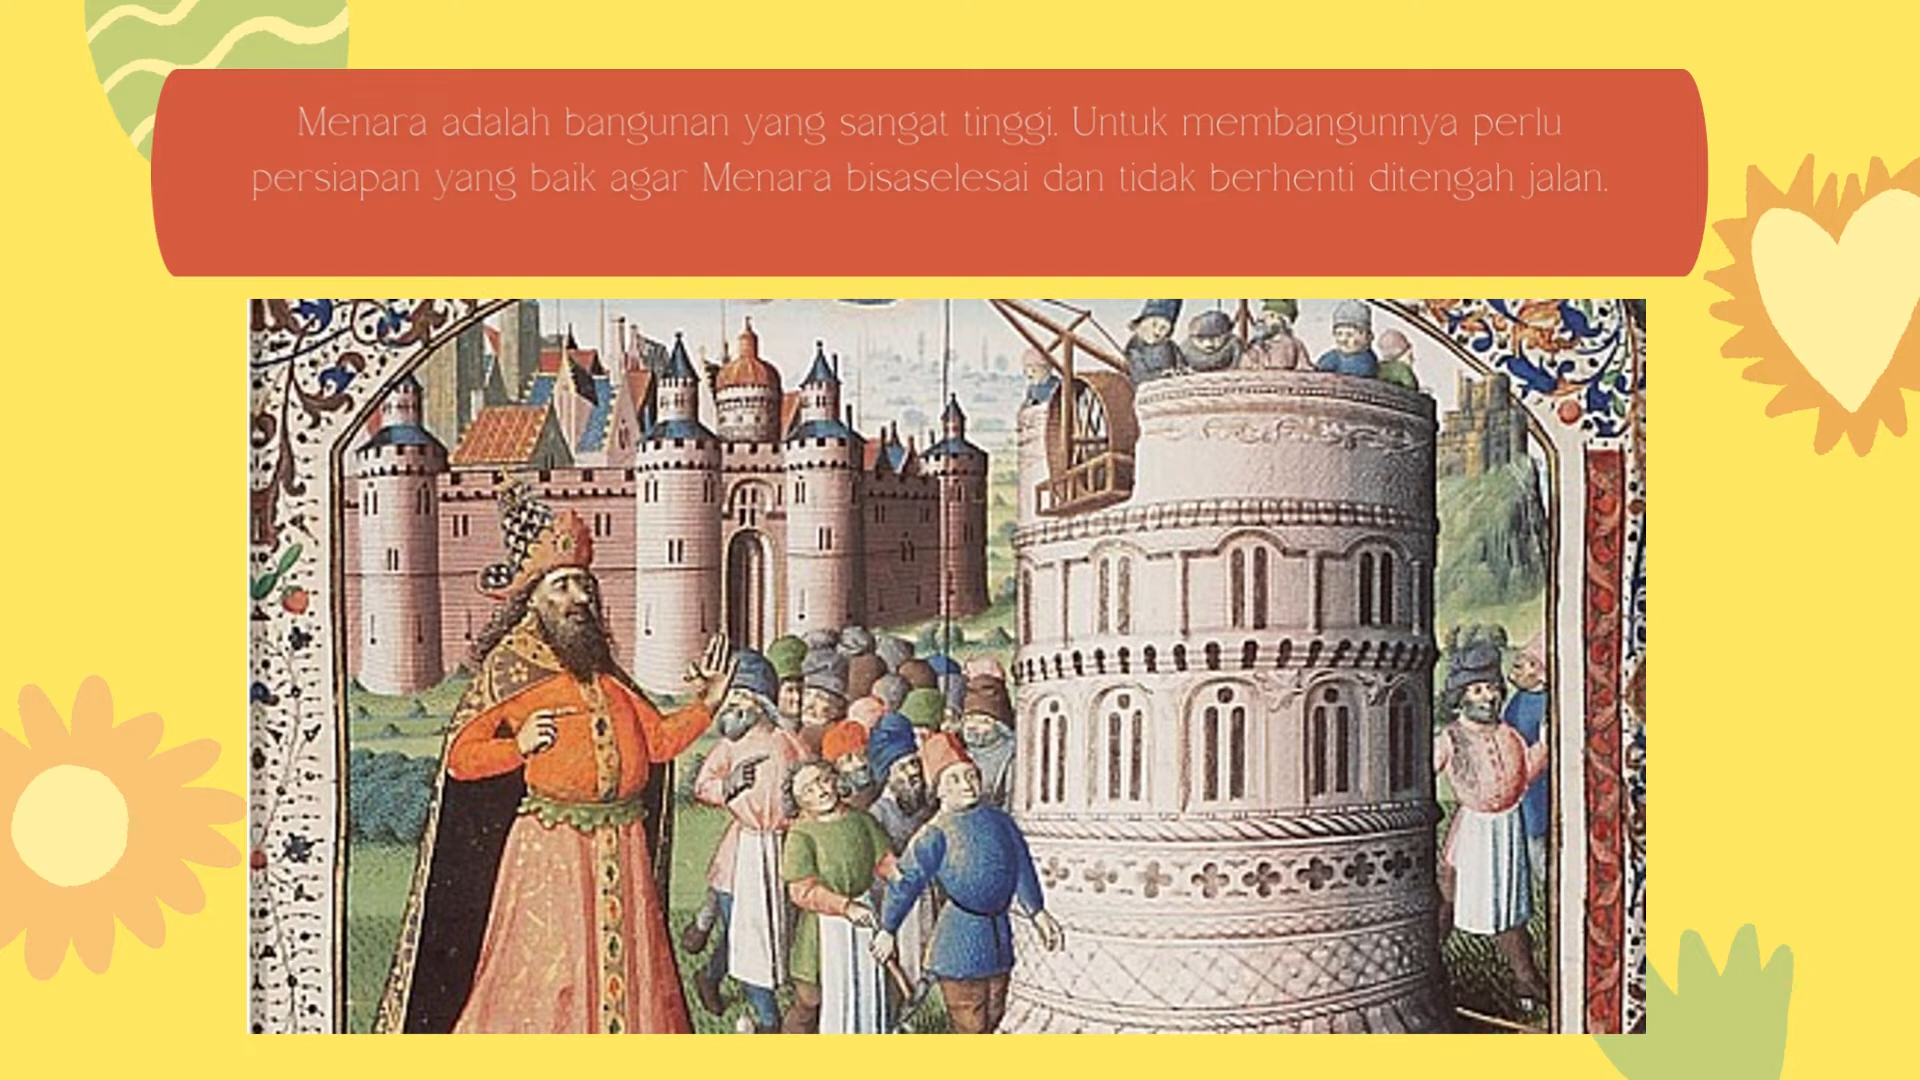 Menara adalah bangunan yang sangat tinggi. Untuk membangunnya perlu
persiapan yang baik agar Menara bisaselesai dan tidak berhenti ditengah jalan.